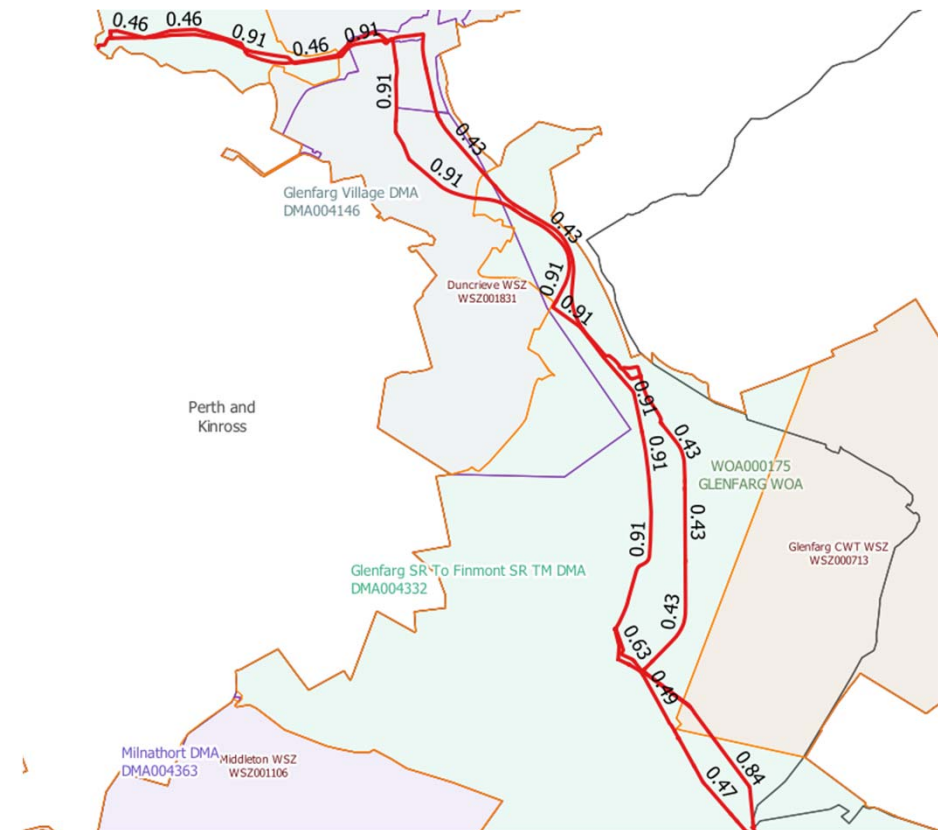 0.46
0.46
0.91
0.46
0.91
0.91
0.43
0.91
Glenfarg Village DMA
DMA004146
0.43
0.91
Duncrieve WSZ
WSZ001831
0.91
0.91
Perth and
Kinross
0.43
0.91
WOA000175
GLENFARG WOA
0.43
0.91
Glenfarg CWT WSZ
WSZ000713
Glenfarg SR To Finmont SR TM DMA
DMA004332
0.43
0.63
0.49
Milnathort DMA
DMA004363
Middleton WSZ
WSZ001106
0.84
0.47